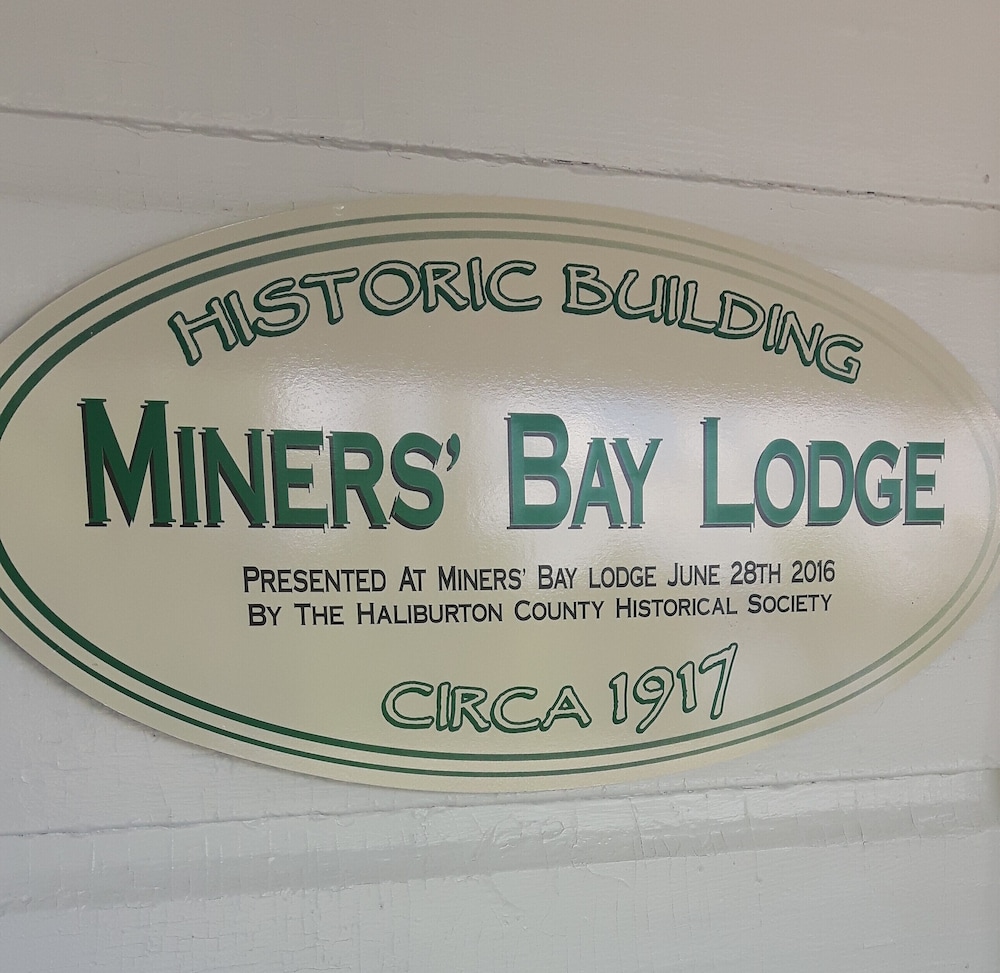 HISTORIC BUILDING
MINERS' BAY LODGE
PRESENTED AT MINERS' BAY LODGE JUNE 28TH 2016
BY THE HALIBURTON COUNTY HISTORICAL SOCIETY
CIRCA 1917